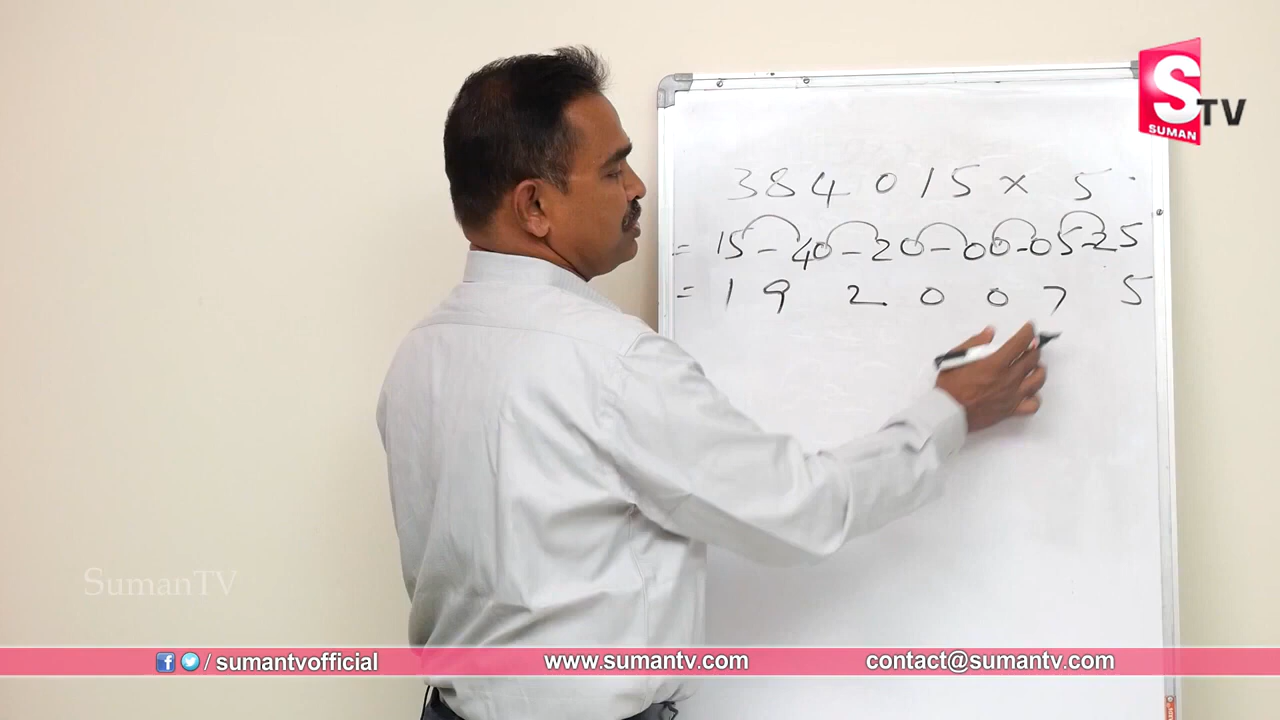 S TV
SUMAN
384015 × 5.
= 15 - 40 - 20 - 00 - 05 - 25
= 1 9 2 0 0 7 5
SumanTV
f / sumantvofficial www.sumantv.com contact@sumantv.com